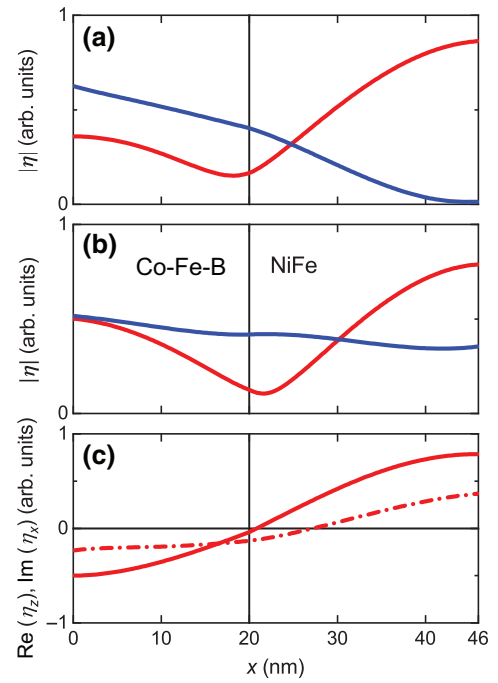 1
(a)
|η| (arb. units)
0
1
(b)
Co-Fe-B
NiFe
|η| (arb. units)
0
1
(c)
Re (ηz), Im (ηx) (arb. units)
0
−1
0
10
20
30
40
46
x (nm)